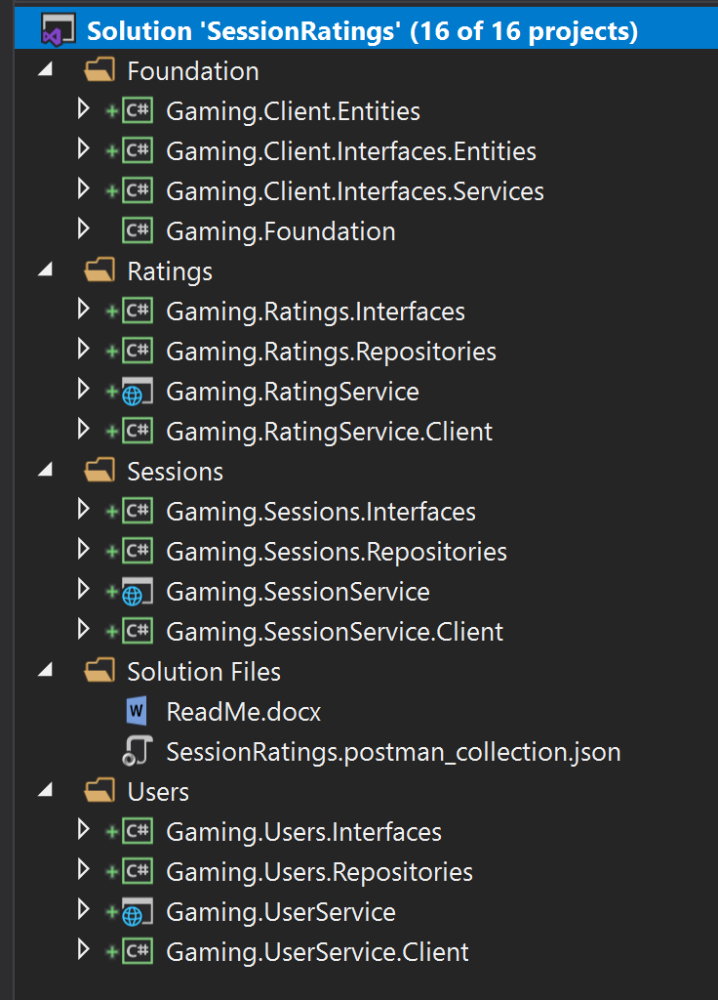 Solution 'SessionRatings' (16 of 16 projects)
Foundation
C# Gaming.Client.Entities
C# Gaming.Client.Interfaces.Entities
C# Gaming.Client.Interfaces.Services
C# Gaming.Foundation
Ratings
C# Gaming.Ratings.Interfaces
C# Gaming.Ratings.Repositories
Gaming.RatingService
C# Gaming.RatingService.Client
Sessions
C# Gaming.Sessions.Interfaces
C# Gaming.Sessions.Repositories
Gaming.SessionService
C# Gaming.SessionService.Client
Solution Files
W ReadMe.docx
SessionRatings.postman_collection.json
Users
C# Gaming.Users.Interfaces
C# Gaming.Users.Repositories
Gaming.UserService
C# Gaming.UserService.Client